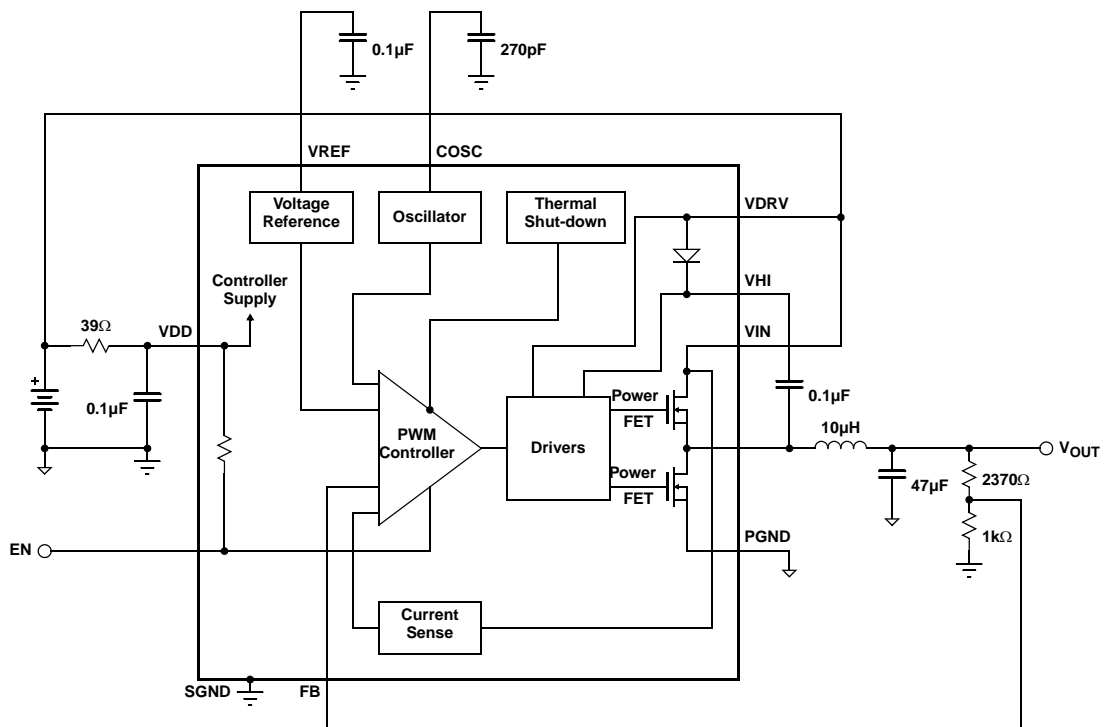 0.1µF
270pF
VREF
COSC
Voltage
Reference
Oscillator
Thermal
Shut-down
VDRV
Controller
Supply
VHI
39Ω
VDD
VIN
+
0.1µF
Power
FET
0.1µF
PWM
Controller
Drivers
10µH
VOUT
Power
FET
47µF
2370Ω
1kΩ
EN
PGND
Current
Sense
SGND
FB